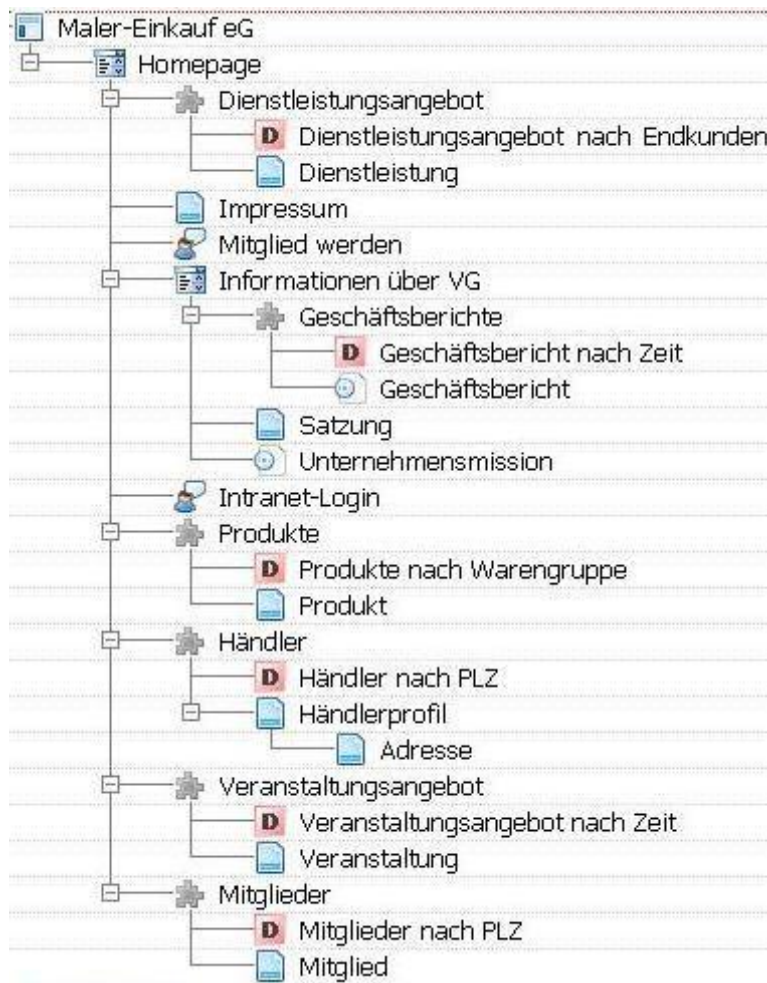 Maler-Einkauf eG
Homepage
Dienstleistungsangebot
D Dienstleistungsangebot nach Endkunden
Dienstleistung
Impressum
Mitglied werden
Informationen über VG
Geschäftsberichte
D Geschäftsbericht nach Zeit
Geschäftsbericht
Satzung
Unternehmensmission
Intranet-Login
Produkte
D Produkte nach Warengruppe
Produkt
Händler
D Händler nach PLZ
Händlerprofil
Adresse
Veranstaltungsangebot
D Veranstaltungsangebot nach Zeit
Veranstaltung
Mitglieder
D Mitglieder nach PLZ
Mitglied